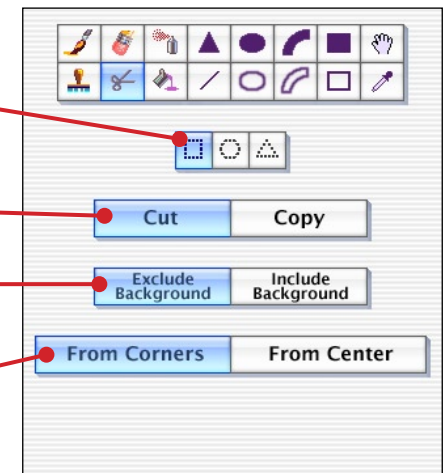 Cut Copy
Exclude Background Include Background
From Corners From Center